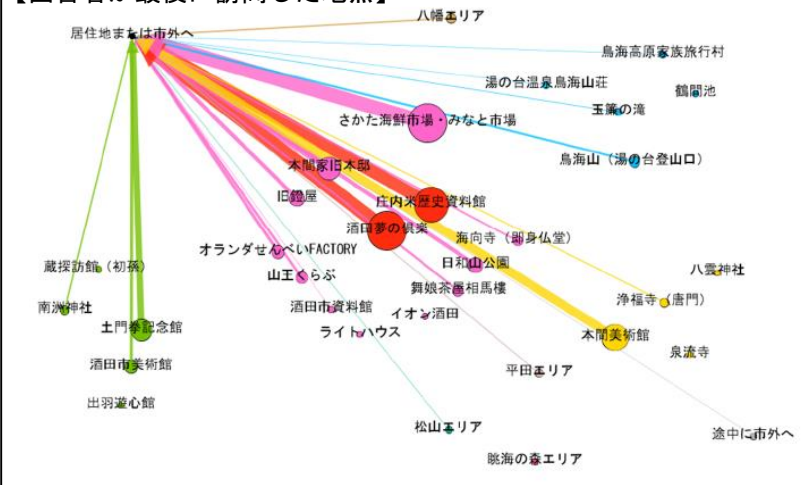 【回答者が最後に訪問した地点】
八幡エリア
居住地または市外へ
鳥海高原家族旅行村
湯の台温泉鳥海山荘
鶴間池
玉簾の滝
さかた海鮮市場・みなと市場
鳥海山（湯の台登山口）
本間家旧本邸
旧鐙屋
庄内米歴史資料館
酒田夢の倶楽
海向寺（即身仏堂）
オランダせんべいFACTORY
日和山公園
蔵探訪館（初孫）
山王くらぶ
八雲神社
舞娘茶屋相馬樓
浄福寺（唐門）
南洲神社
酒田市資料館
イオン酒田
土門拳記念館
ライトハウス
本間美術館
泉流寺
酒田市美術館
平田エリア
出羽遊心館
松山エリア
途中に市外へ
眺海の森エリア